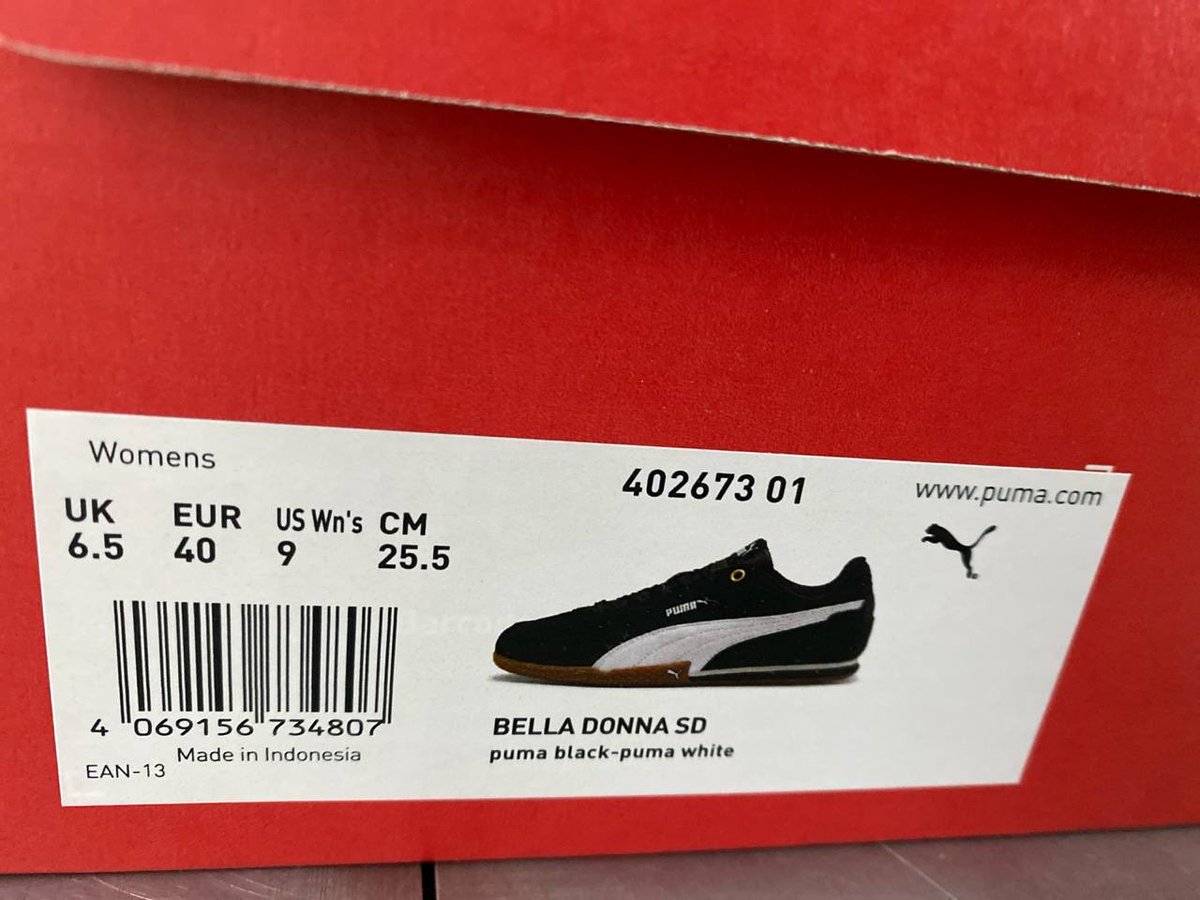 Womens
UK EUR US Wn's CM
6.5 40 9 25.5
402673 01
www.puma.com
PUMA
4 069156 734807
Made in Indonesia
EAN-13
BELLA DONNA SD
puma black-puma white